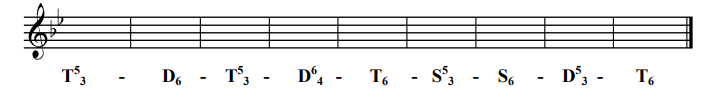 T⁵₃ - D₆ - T⁵₃ - D⁶₄ - T₆ - S⁵₃ - S₆ - D⁵₃ - T₆